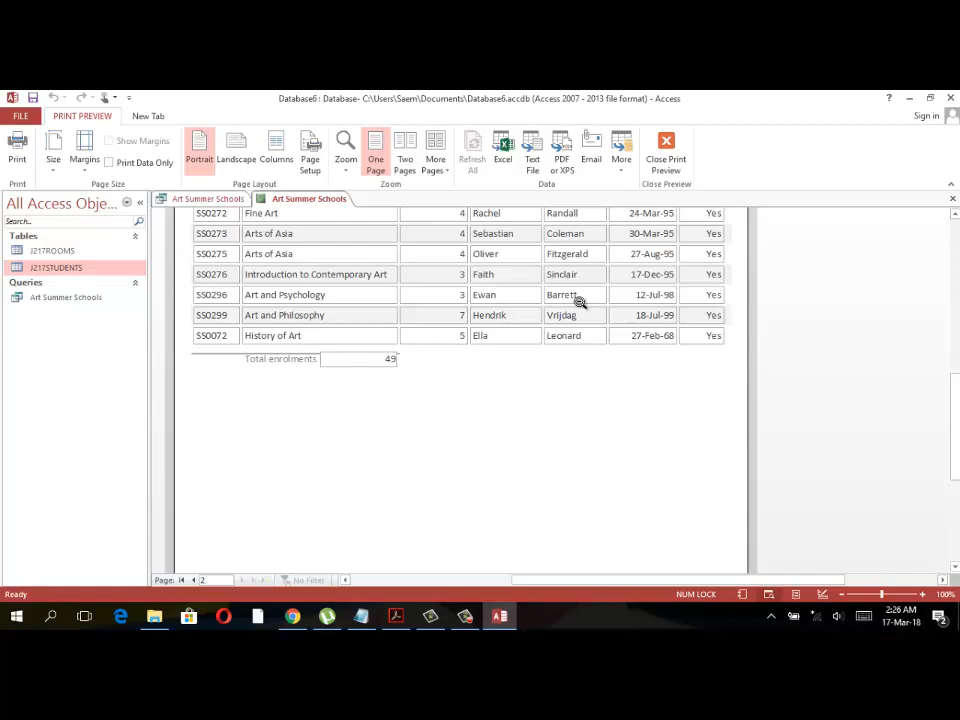 Database6 : Database- C:\Users\Saem\Documents\Database6.accdb (Access 2007 - 2013 file format) - Access
FILE PRINT PREVIEW New Tab Sign in
Print Size Margins Show Margins Print Data Only Portrait Landscape Columns Page Setup Zoom One Page Two Pages More Pages Refresh All Excel Text File PDF or XPS Email More Close Print Preview
Print Page Size Page Layout Zoom Data Close Preview
All Access Obje...
Search...
Tables
J217ROOMS
J217STUDENTS
Queries
Art Summer Schools
Art Summer Schools Art Summer Schools
SS0272 Fine Art 4 Rachel Randall 24-Mar-95 Yes
SS0273 Arts of Asia 4 Sebastian Coleman 30-Mar-95 Yes
SS0275 Arts of Asia 4 Oliver Fitzgerald 27-Aug-95 Yes
SS0276 Introduction to Contemporary Art 3 Faith Sinclair 17-Dec-95 Yes
SS0296 Art and Psychology 3 Ewan Barrett 12-Jul-98 Yes
SS0299 Art and Philosophy 7 Hendrik Vrijdag 18-Jul-99 Yes
SS0072 History of Art 5 Ella Leonard 27-Feb-68 Yes
Total enrolments 49
Page: 2 No Filter
Ready NUM LOCK 100%
2:26 AM
17-Mar-18
2